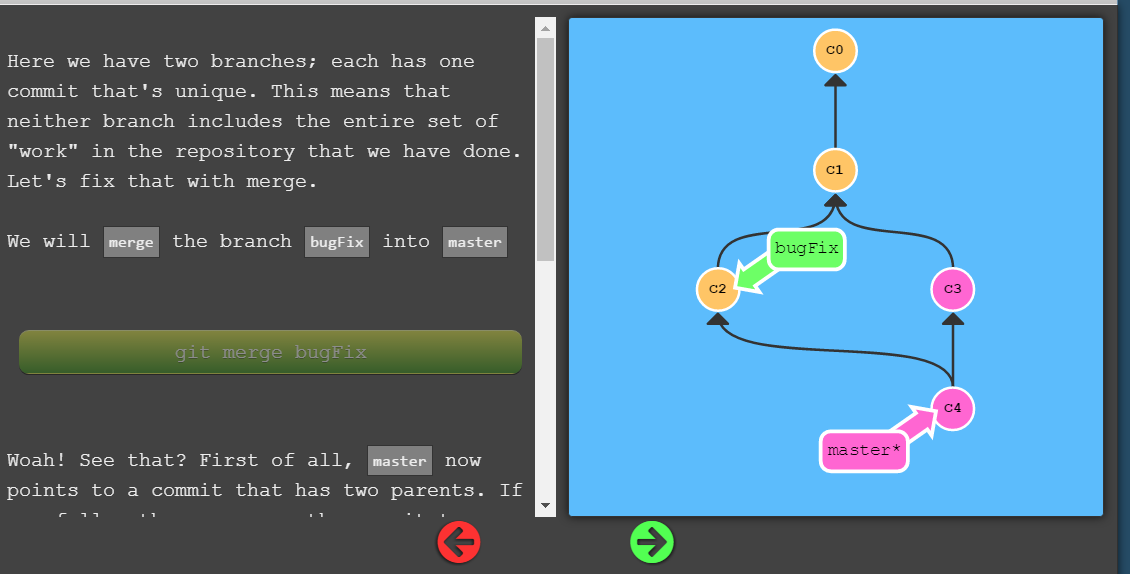 Here we have two branches; each has one
commit that's unique. This means that
neither branch includes the entire set of
"work" in the repository that we have done.
Let's fix that with merge.
We will merge the branch bugFix into master
git merge bugFix
Woah! See that? First of all, master now
points to a commit that has two parents. If
C0
C1
bugFix
C2
C3
C4
master*